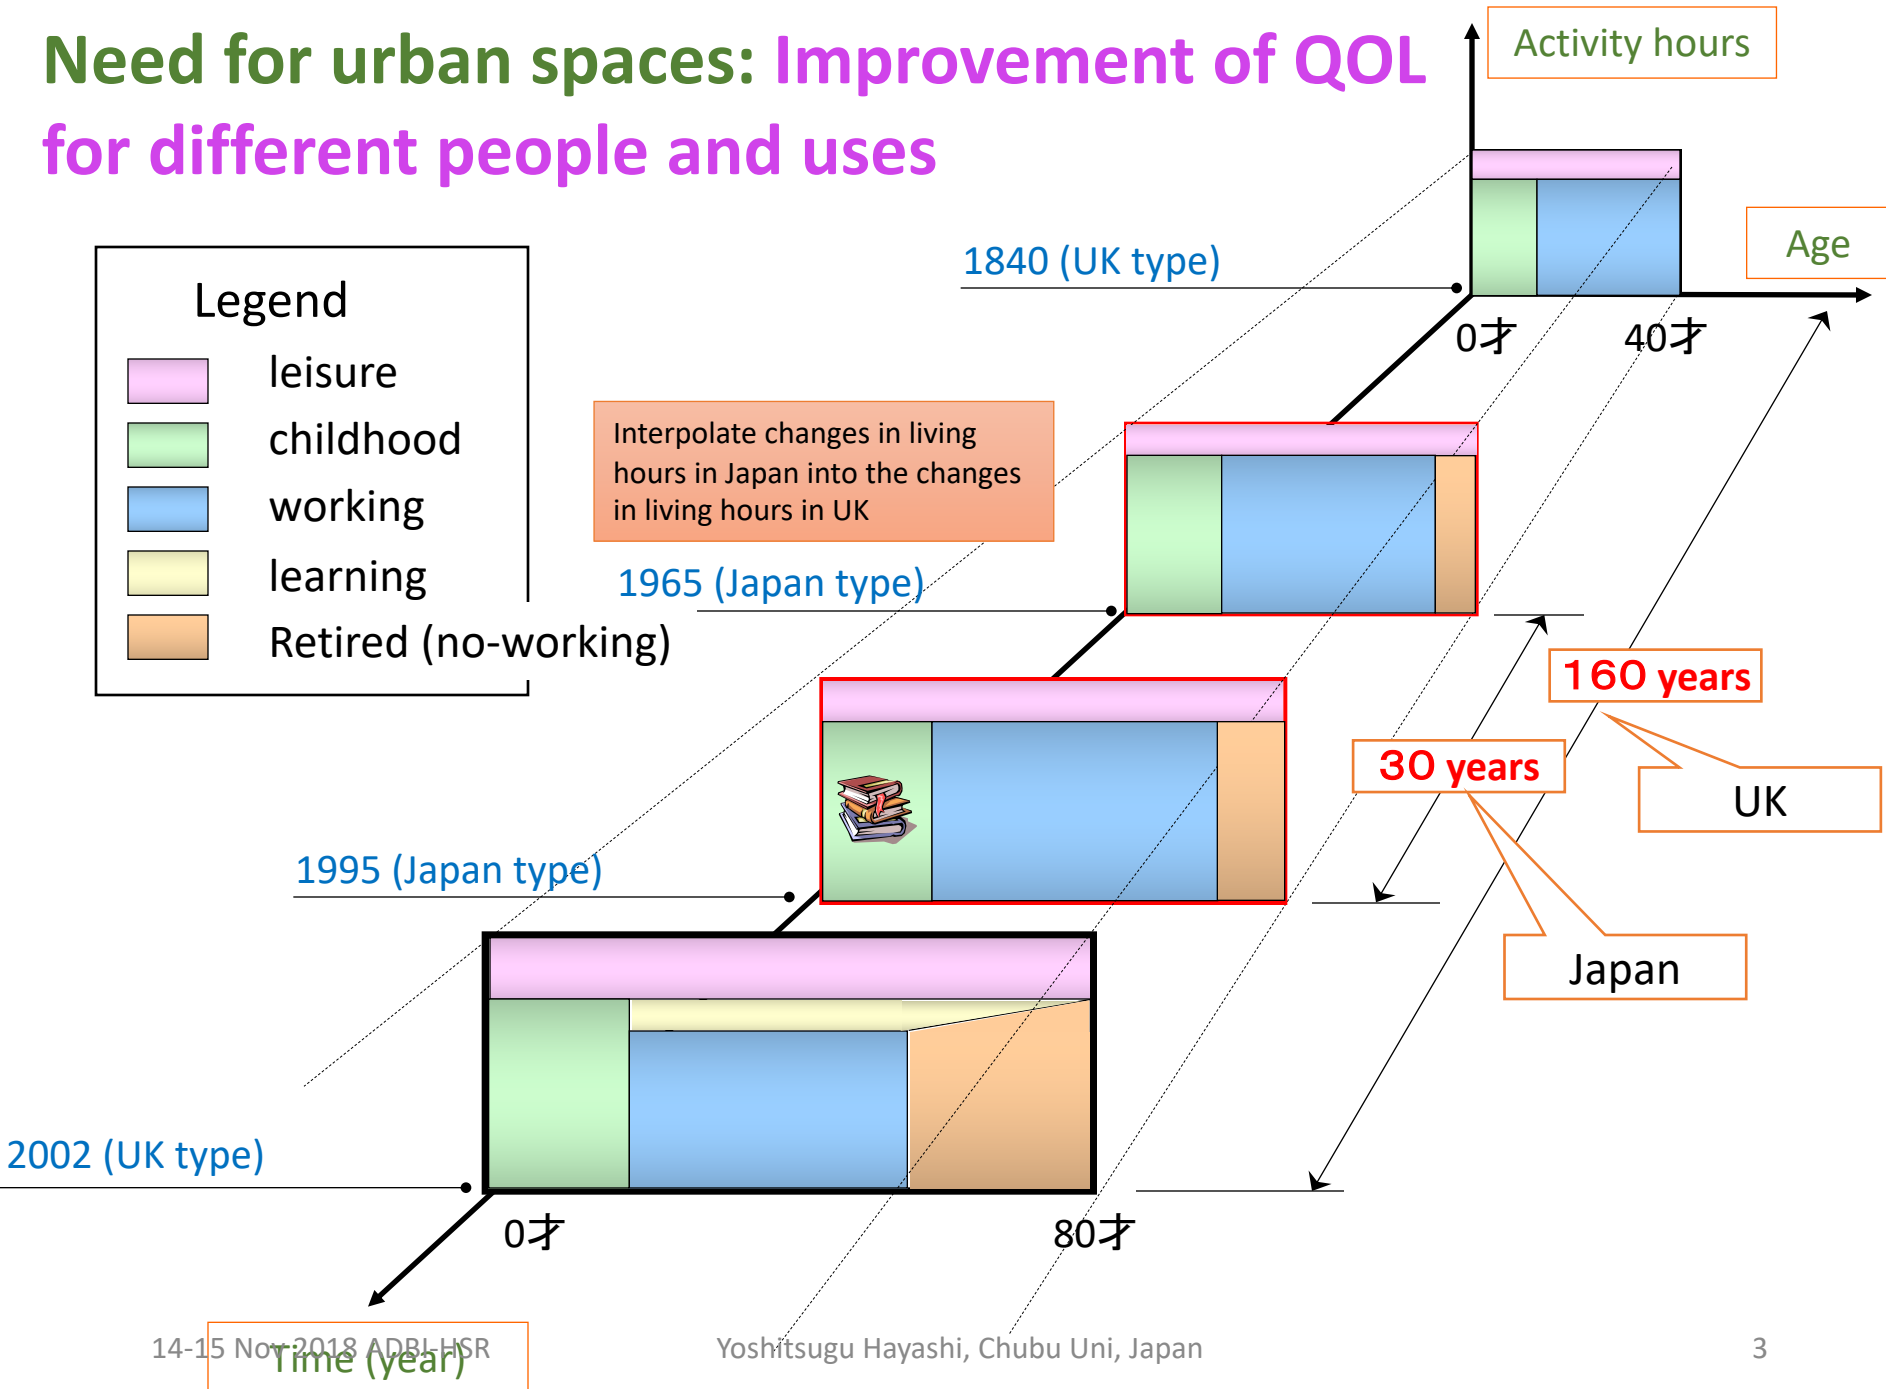 Need for urban spaces: Improvement of QOL
for different people and uses
Activity hours
Age
1840 (UK type)
0才
40才
Legend
leisure
childhood
working
learning
Retired (no-working)
Interpolate changes in living
hours in Japan into the changes
in living hours in UK
1965 (Japan type)
160 years
30 years
UK
1995 (Japan type)
Japan
2002 (UK type)
0才
80才
Time (year)
14-15 Nov 2018 ADBI-HSR
Yoshitsugu Hayashi, Chubu Uni, Japan
3